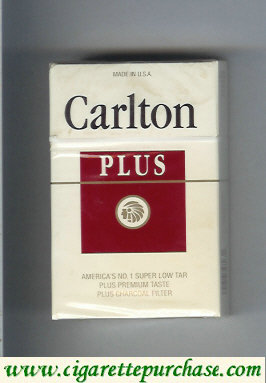 MADE IN U.S.A.
Carlton
PLUS
AMERICA'S NO. 1 SUPER LOW TAR
PLUS PREMIUM TASTE
PLUS CHARCOAL FILTER
www.cigarettepurchase.com